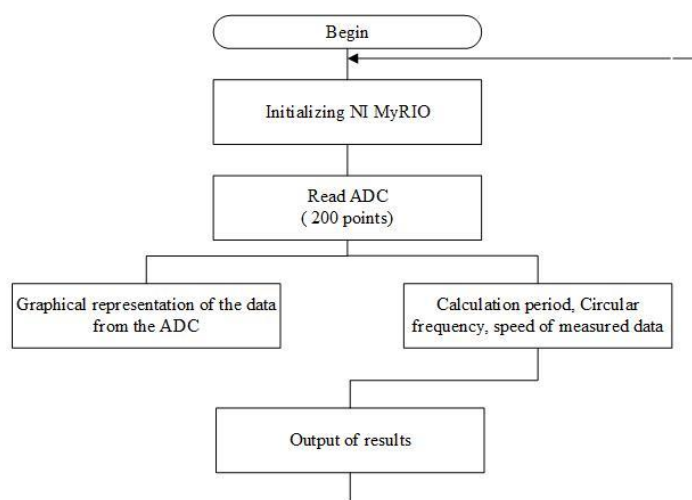 Begin
Initializing NI MyRIO
Read ADC
( 200 points)
Graphical representation of the data
from the ADC
Calculation period, Circular
frequency, speed of measured data
Output of results